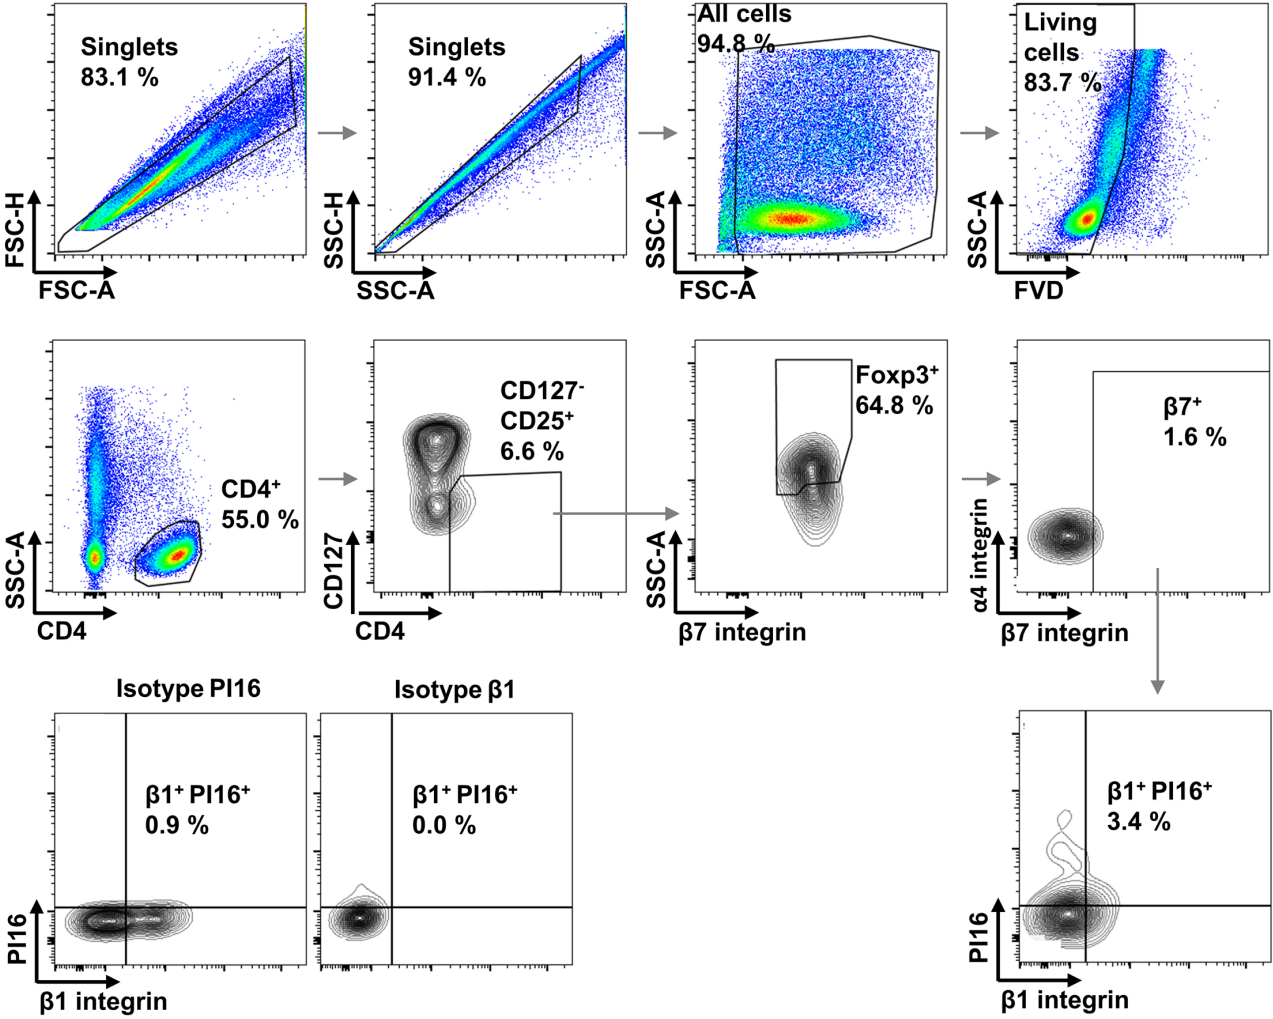 Singlets
83.1 %
FSC-H
FSC-A
Singlets
91.4 %
SSC-H
SSC-A
All cells
94.8 %
SSC-A
FSC-A
Living
cells
83.7 %
SSC-A
FVD
CD4⁺
55.0 %
SSC-A
CD4
CD127⁻
CD25⁺
6.6 %
CD127
CD4
Foxp3⁺
64.8 %
SSC-A
β7 integrin
β7⁺
1.6 %
α4 integrin
β7 integrin
Isotype PI16
β1⁺ PI16⁺
0.9 %
PI16
β1 integrin
Isotype β1
β1⁺ PI16⁺
0.0 %
β1⁺ PI16⁺
3.4 %
PI16
β1 integrin